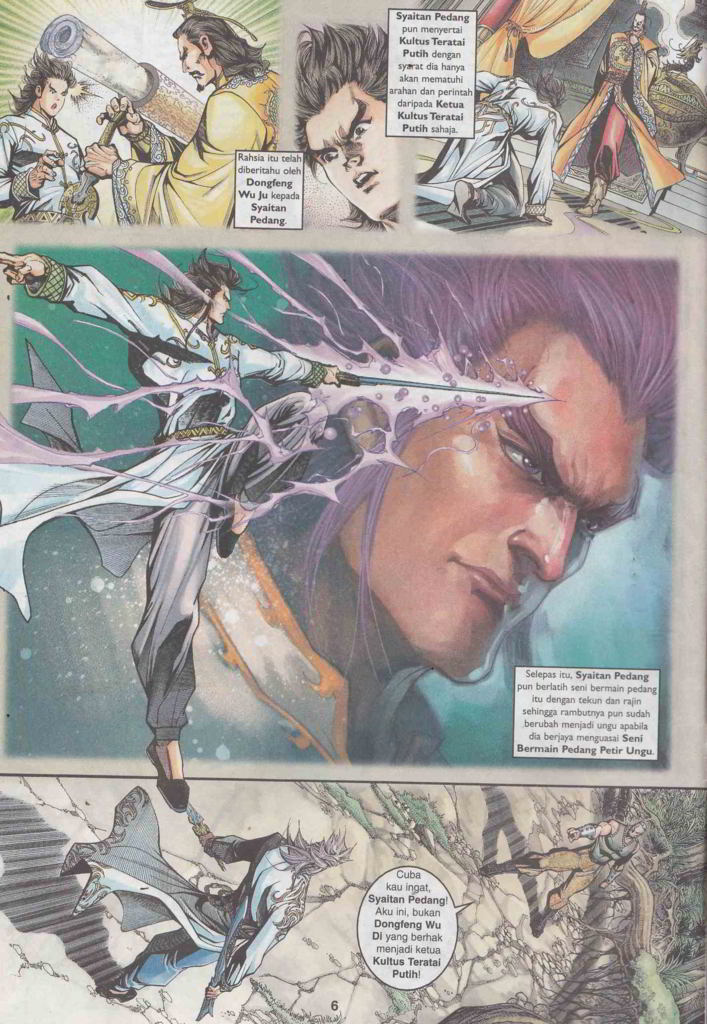 Rahsia itu telah
diberitahu oleh
Dongfeng
Wu Ju kepada
Syaitan
Pedang.
Syaitan Pedang
pun menyertai
Kultus Teratai
Putih dengan
syarat dia hanya
akan mematuhi
arahan dan perintah
daripada Ketua
Kultus Teratai
Putih sahaja.
Selepas itu, Syaitan Pedang
pun berlatih seni bermain pedang
itu dengan tekun dan rajin
sehingga rambutnya pun sudah
berubah menjadi ungu apabila
dia berjaya menguasai Seni
Bermain Pedang Petir Ungu.
Cuba
kau ingat,
Syaitan Pedang!
Aku ini, bukan
Dongfeng Wu
Di yang berhak
menjadi ketua
Kultus Teratai
Putih!
6